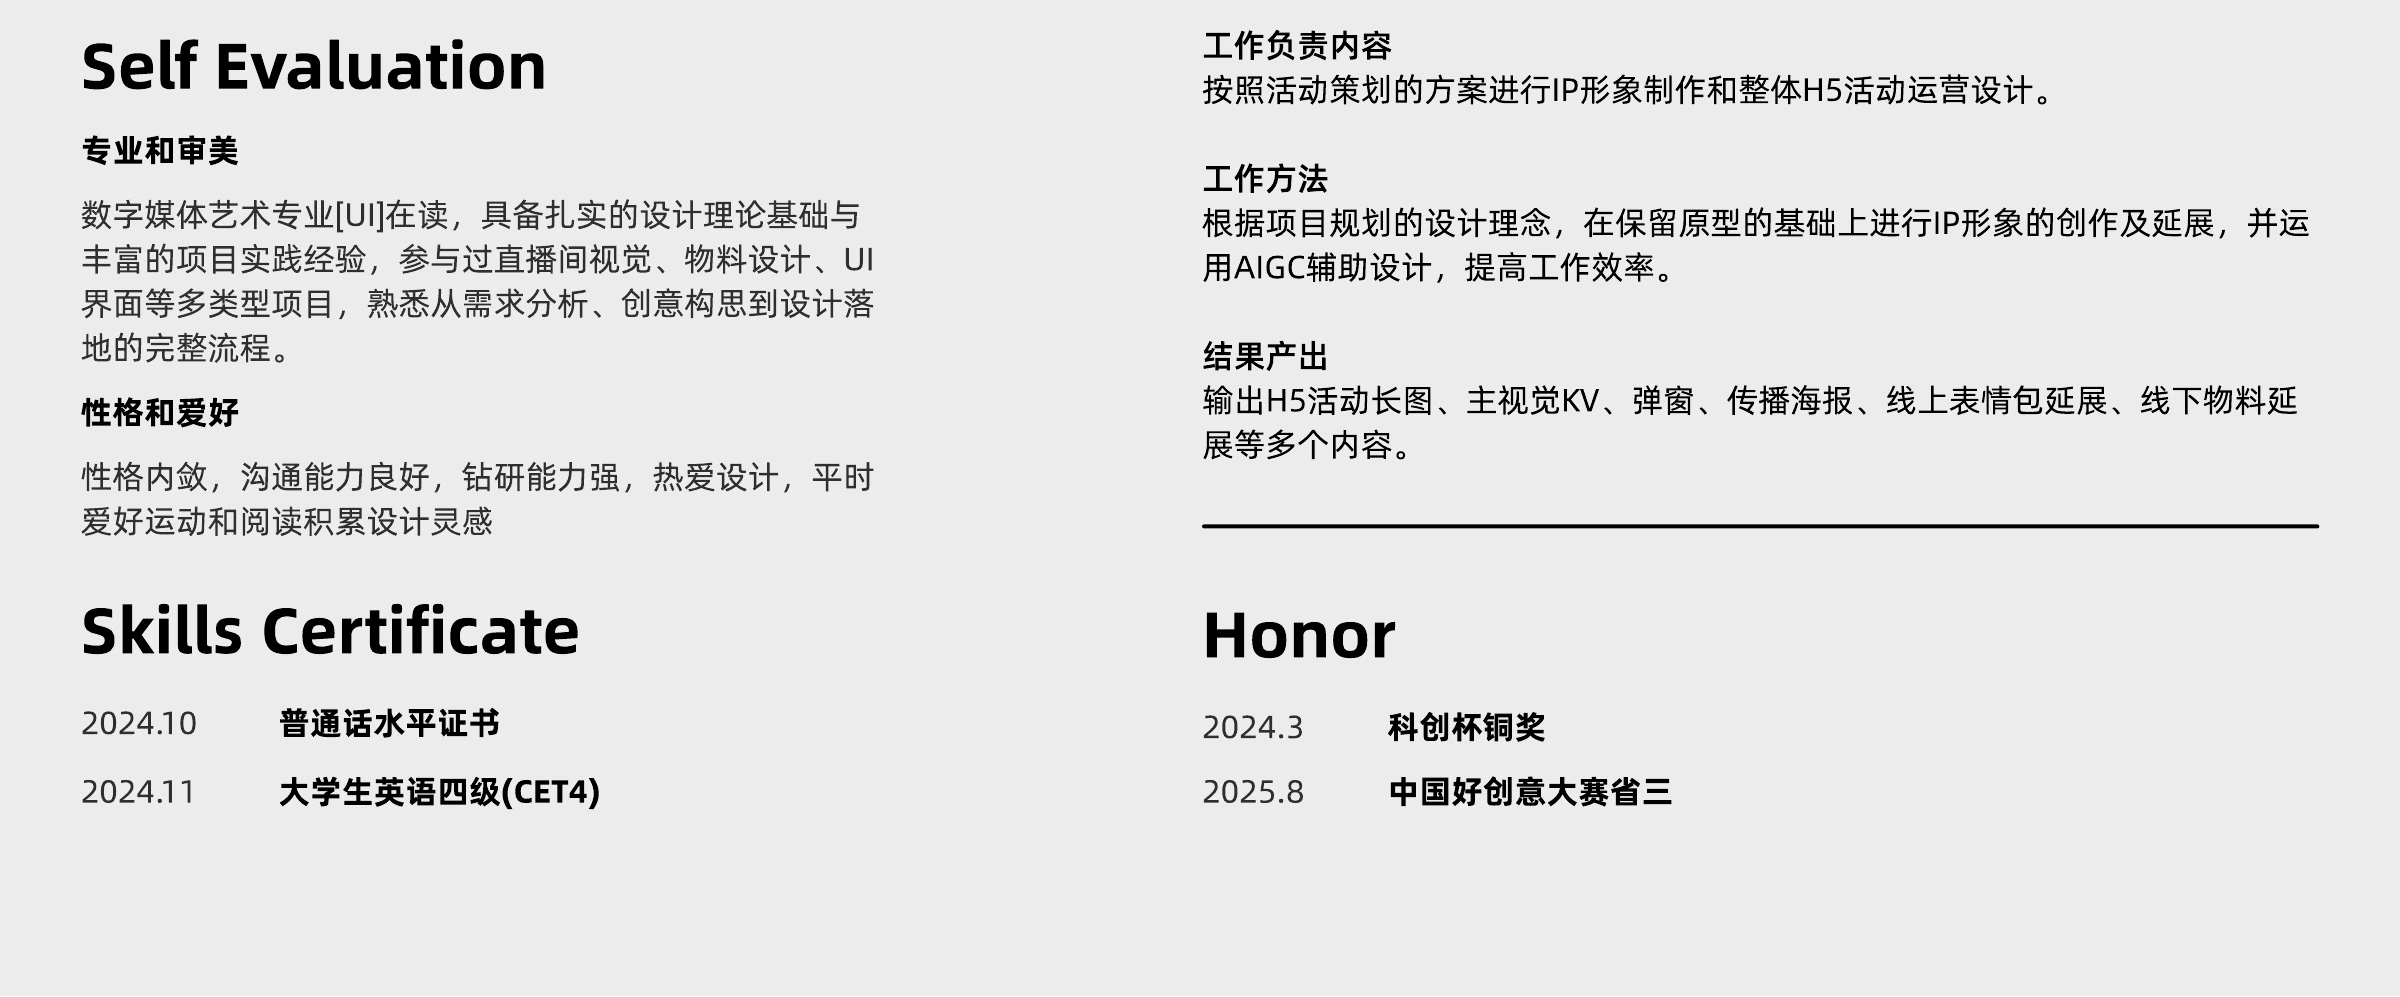 Self Evaluation
专业和审美
数字媒体艺术专业[UI]在读，具备扎实的设计理论基础与
丰富的项目实践经验，参与过直播间视觉、物料设计、UI
界面等多类型项目，熟悉从需求分析、创意构思到设计落
地的完整流程。
性格和爱好
性格内敛，沟通能力良好，钻研能力强，热爱设计，平时
爱好运动和阅读积累设计灵感
Skills Certificate
2024.10 普通话水平证书
2024.11 大学生英语四级(CET4)
工作负责内容
按照活动策划的方案进行IP形象制作和整体H5活动运营设计。
工作方法
根据项目规划的设计理念，在保留原型的基础上进行IP形象的创作及延展，并运
用AIGC辅助设计，提高工作效率。
结果产出
输出H5活动长图、主视觉KV、弹窗、传播海报、线上表情包延展、线下物料延
展等多个内容。
Honor
2024.3 科创杯铜奖
2025.8 中国好创意大赛省三